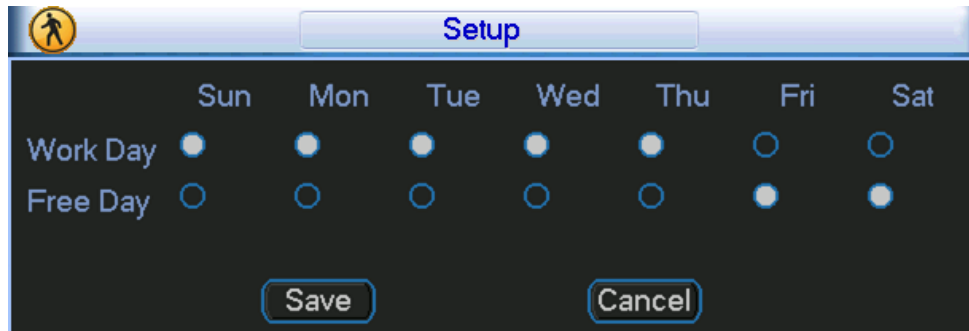 Setup
Sun Mon Tue Wed Thu Fri Sat
Work Day
Free Day
Save Cancel